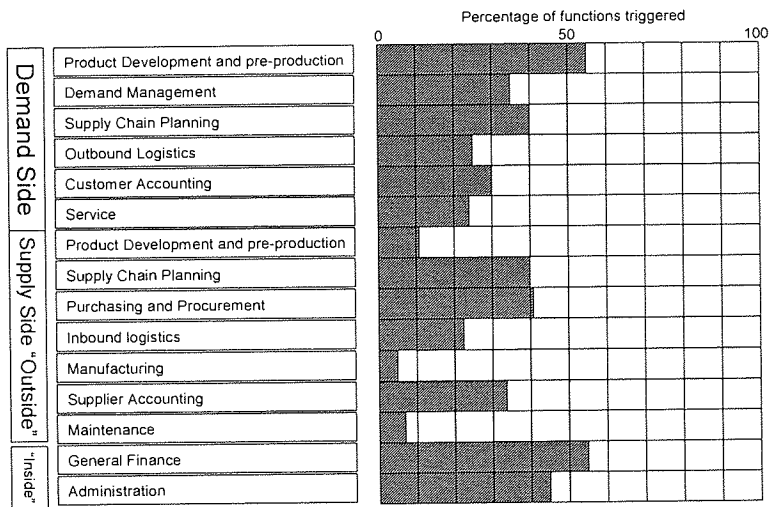 Percentage of functions triggered
0 50 100
Demand Side
Product Development and pre-production
Demand Management
Supply Chain Planning
Outbound Logistics
Customer Accounting
Service
Supply Side "Outside"
Product Development and pre-production
Supply Chain Planning
Purchasing and Procurement
Inbound logistics
Manufacturing
Supplier Accounting
Maintenance
"Inside"
General Finance
Administration